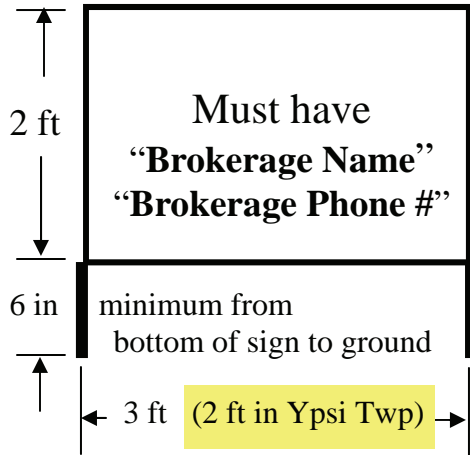 2 ft
Must have
“Brokerage Name”
“Brokerage Phone #”
6 in
minimum from
bottom of sign to ground
3 ft (2 ft in Ypsi Twp)